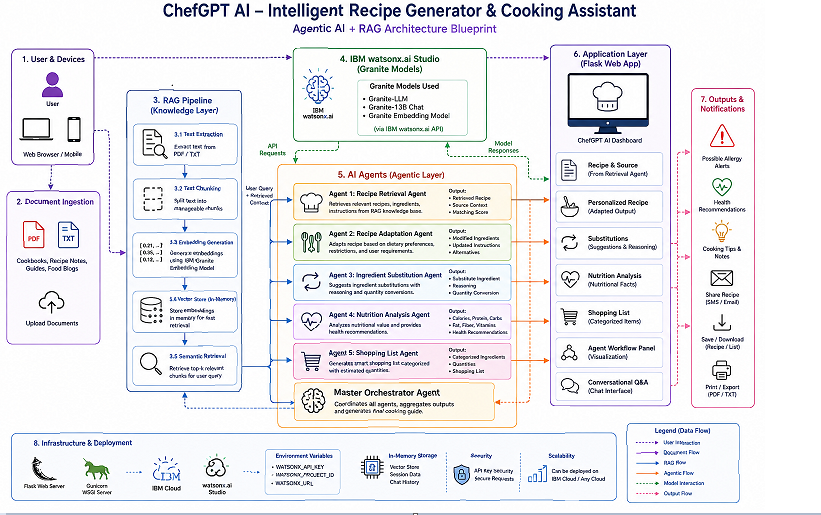 ChefGPT AI – Intelligent Recipe Generator & Cooking Assistant
Agentic AI + RAG Architecture Blueprint
1. User & Devices
User
Web Browser / Mobile
2. Document Ingestion
PDF
TXT
Cookbooks, Recipe Notes,
Guides, Food Blogs
Upload Documents
3. RAG Pipeline
(Knowledge Layer)
3.1 Text Extraction
Extract text from
PDF / TXT
3.2 Text Chunking
Split text into
manageable chunks
[0.21, ...]
[0.35, ...]
[0.12, ...]
3.3 Embedding Generation
Generate embeddings
using IBM Granite
Embedding Model
Vector Store (In-Memory)
Store embeddings
in memory for fast
retrieval
3.5 Semantic Retrieval
Retrieve top-k relevant
chunks for user query
4. IBM watsonx.ai Studio
(Granite Models)
IBM
watsonx.ai
Granite Models Used
• Granite-LLM
• Granite-13B Chat
• Granite Embedding Model
(via IBM watsonx.ai API)
API
Requests
Model
Responses
User Query
+ Retrieved
Context
5. AI Agents (Agentic Layer)
Agent 1: Recipe Retrieval Agent
Retrieves relevant recipes, ingredients,
instructions from RAG knowledge base.
Output:
• Retrieved Recipe
• Source Context
• Matching Score
Agent 2: Recipe Adaptation Agent
Adapts recipe based on dietary preferences,
restrictions, and user requirements.
Output:
• Modified Ingredients
• Updated Instructions
• Alternatives
Agent 3: Ingredient Substitution Agent
Suggests ingredient substitutions with
reasoning and quantity conversions.
Output:
• Substitute Ingredient
• Reasoning
• Quantity Conversion
Agent 4: Nutrition Analysis Agent
Analyzes nutritional value and provides
health recommendations.
Output:
• Calories, Protein, Carbs
• Fat, Fiber, Vitamins
• Health Recommendations
Agent 5: Shopping List Agent
Generates smart shopping list categorized
with estimated quantities.
Output:
• Categorized Ingredients
• Quantities
• Shopping List
Master Orchestrator Agent
Coordinates all agents, aggregates outputs
and generates final cooking guide.
6. Application Layer
(Flask Web App)
ChefGPT AI Dashboard
Recipe & Source
(From Retrieval Agent)
Personalized Recipe
(Adapted Output)
Substitutions
(Suggestions & Reasoning)
Nutrition Analysis
(Nutritional Facts)
Shopping List
(Categorized Items)
Agent Workflow Panel
(Visualization)
Conversational Q&A
(Chat Interface)
7. Outputs &
Notifications
Possible Allergy
Alerts
Health
Recommendations
Cooking Tips &
Notes
Share Recipe
(SMS / Email)
Save / Download
(Recipe / List)
Print / Export
(PDF / TXT)
8. Infrastructure & Deployment
Flask Web Server
Gunicorn
WSGI Server
IBM Cloud
watsonx.ai
Studio
Environment Variables
• WATSONX_API_KEY
• WATSONX_PROJECT_ID
• WATSONX_URL
In-Memory Storage
Vector Store
Session Data
Chat History
Security
API Key Security
Secure Requests
Scalability
Can be deployed on
IBM Cloud / Any Cloud
Legend (Data Flow)
User Interaction
Document Flow
RAG Flow
Agentic Flow
Model Interaction
Output Flow